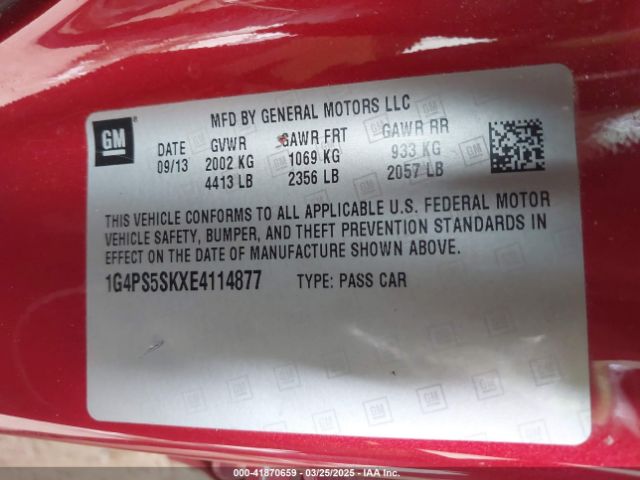 GM
MFD BY GENERAL MOTORS LLC
DATE GVWR GAWR FRT GAWR RR
09/13 2002 KG 1069 KG 933 KG
4413 LB 2356 LB 2057 LB
THIS VEHICLE CONFORMS TO ALL APPLICABLE U.S. FEDERAL MOTOR
VEHICLE SAFETY, BUMPER, AND THEFT PREVENTION STANDARDS IN
EFFECT ON THE DATE OF MANUFACTURE SHOWN ABOVE.
1G4PS5SKXE4114877 TYPE: PASS CAR
000-41870659 - 03/25/2025 - IAA Inc.